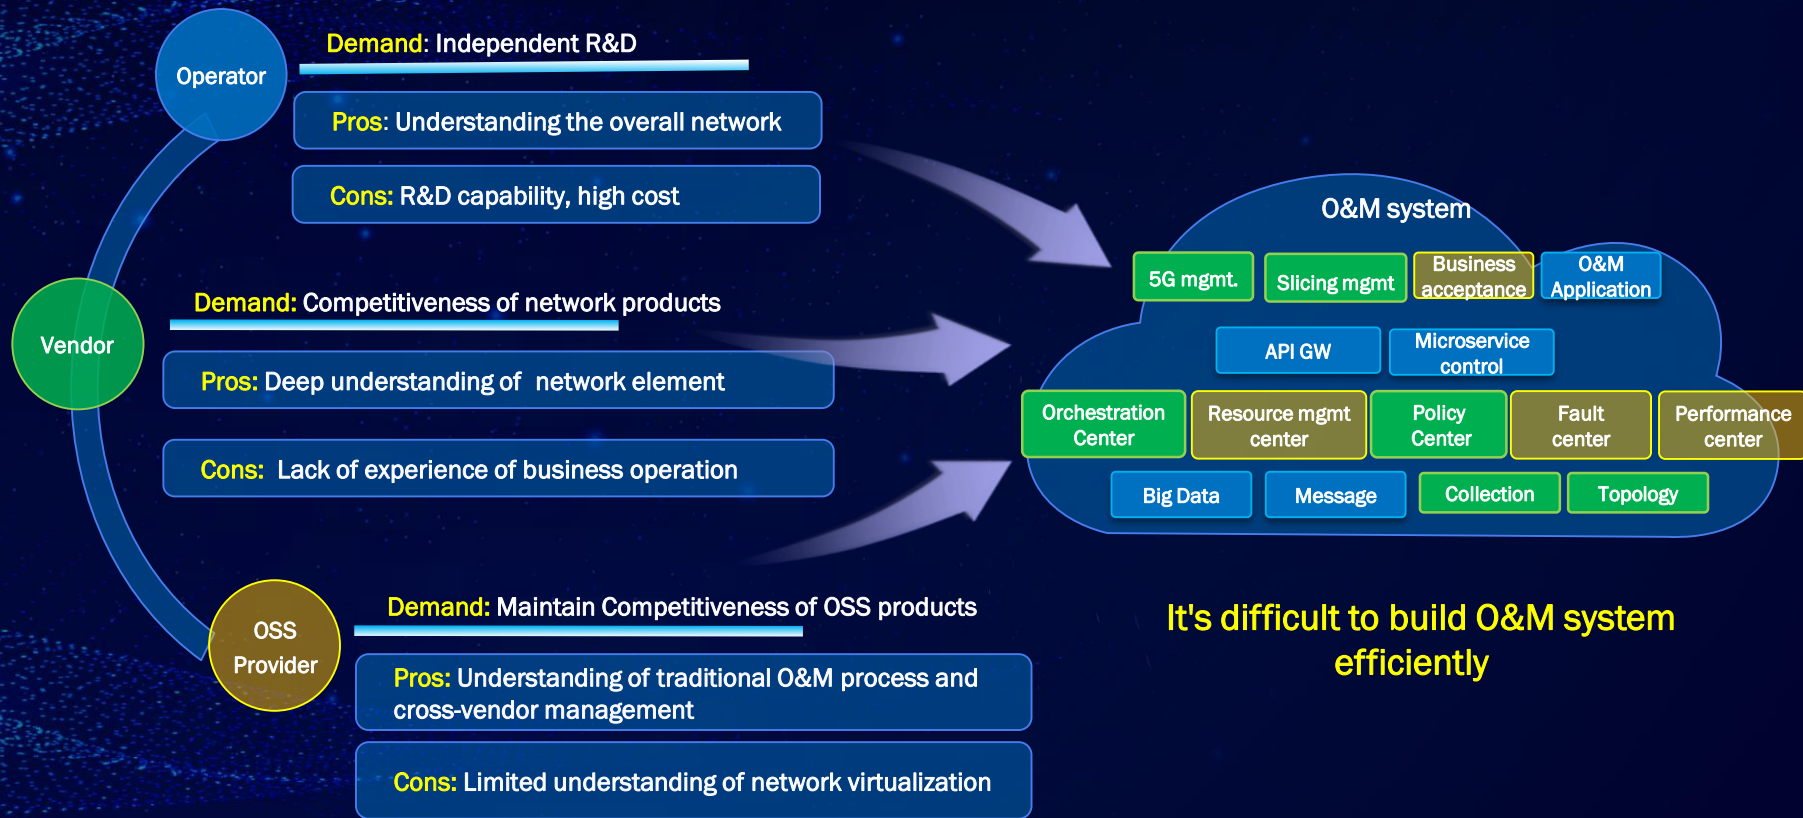 Operator
Demand: Independent R&D
Pros: Understanding the overall network
Cons: R&D capability, high cost
Vendor
Demand: Competitiveness of network products
Pros: Deep understanding of network element
Cons: Lack of experience of business operation
OSS
Provider
Demand: Maintain Competitiveness of OSS products
Pros: Understanding of traditional O&M process and
cross-vendor management
Cons: Limited understanding of network virtualization
O&M system
5G mgmt.
Slicing mgmt
Business
acceptance
O&M
Application
API GW
Microservice
control
Orchestration
Center
Resource mgmt
center
Policy
Center
Fault
center
Performance
center
Big Data
Message
Collection
Topology
It's difficult to build O&M system
efficiently